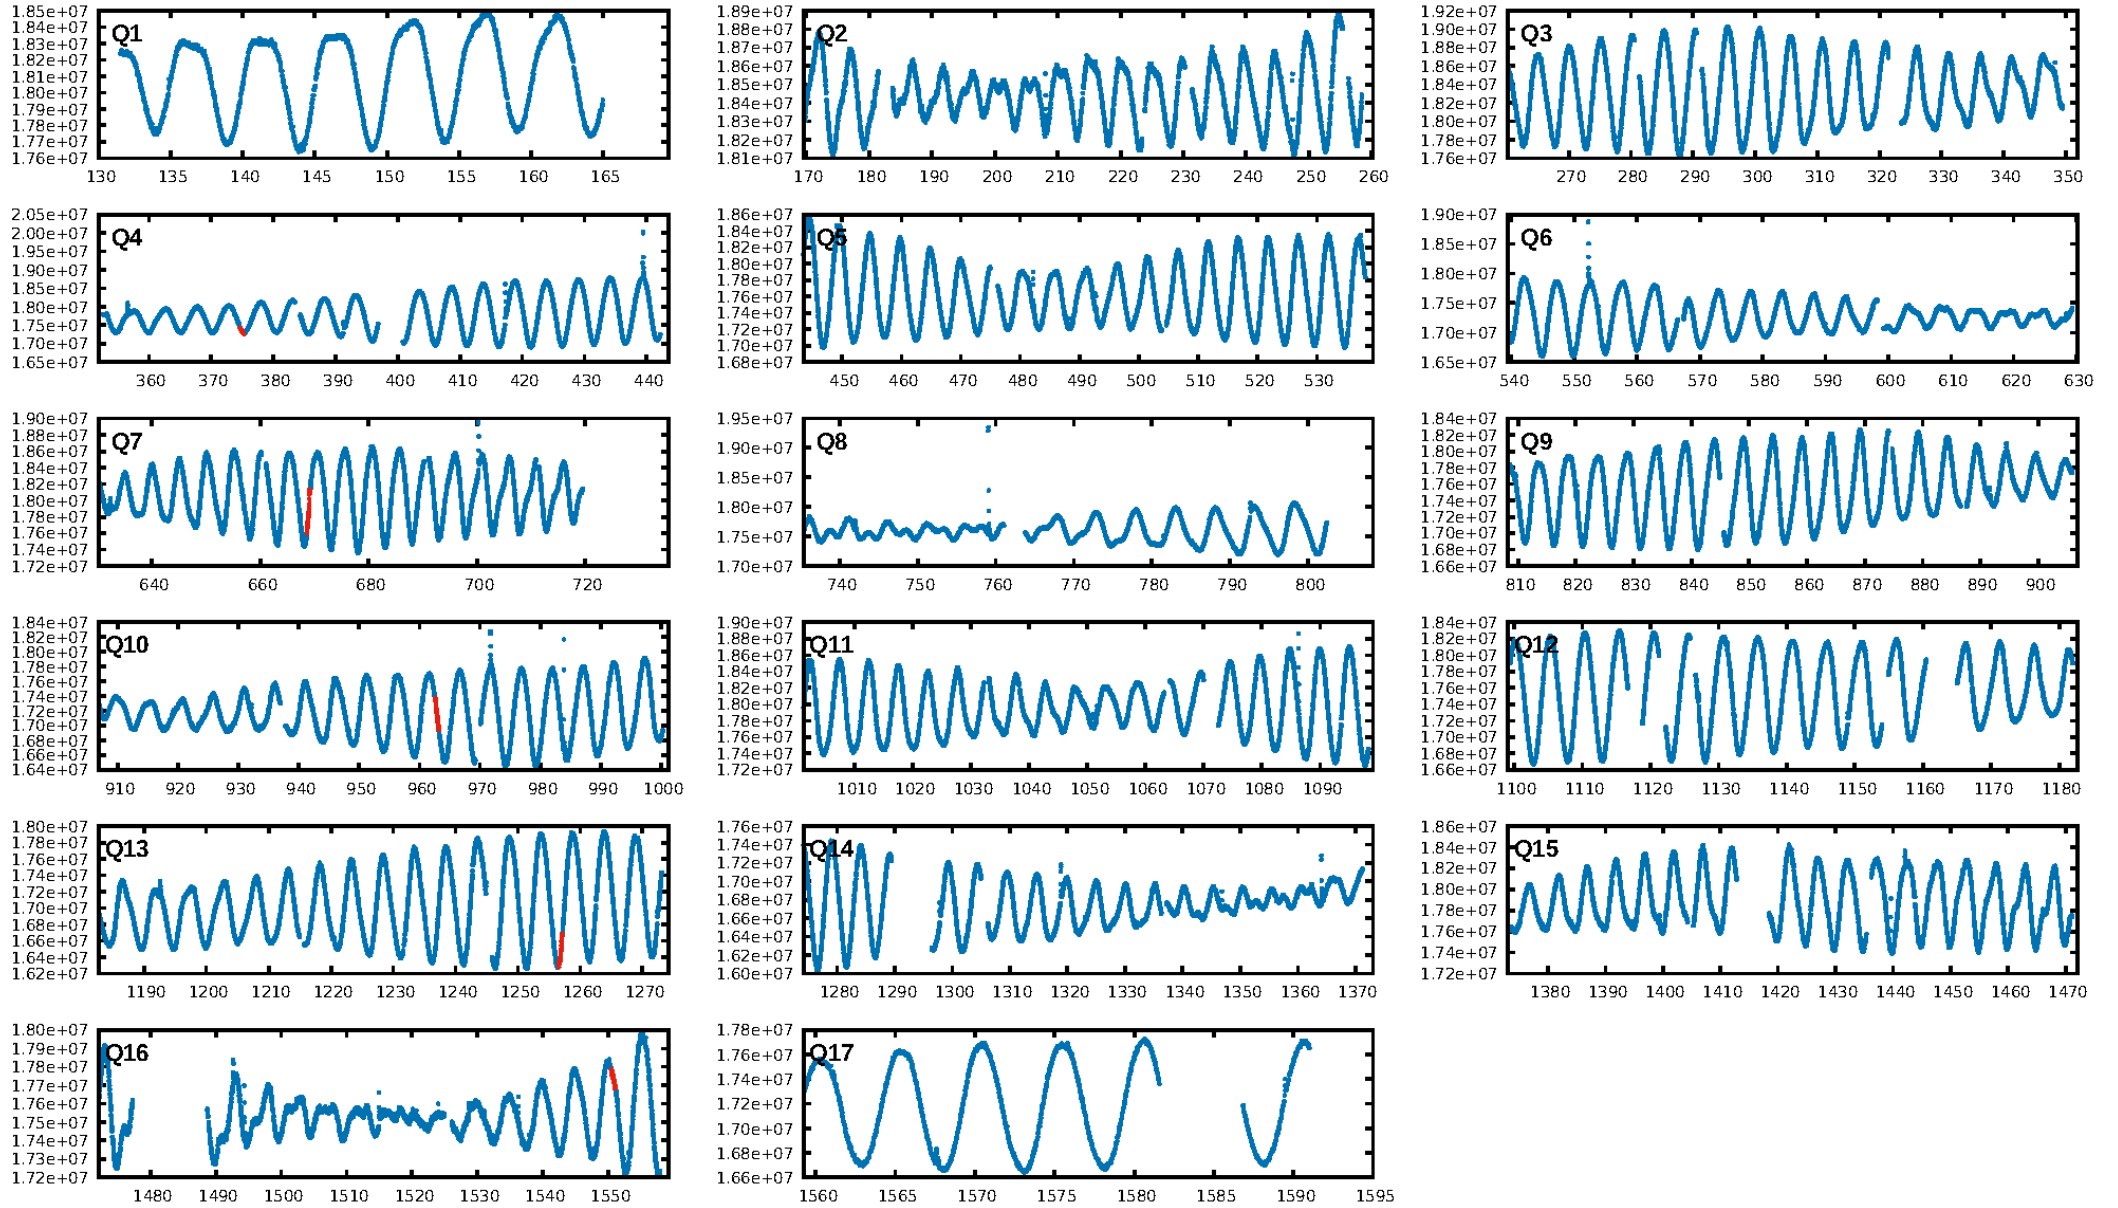 1.85e+07
1.84e+07
1.83e+07
1.82e+07
1.81e+07
1.80e+07
1.79e+07
1.78e+07
1.77e+07
1.76e+07
Q1
130 135 140 145 150 155 160 165
1.89e+07
1.88e+07
1.87e+07
1.86e+07
1.85e+07
1.84e+07
1.83e+07
1.82e+07
1.81e+07
Q2
170 180 190 200 210 220 230 240 250 260
1.92e+07
1.90e+07
1.88e+07
1.86e+07
1.84e+07
1.82e+07
1.80e+07
1.78e+07
1.76e+07
Q3
270 280 290 300 310 320 330 340 350
2.05e+07
2.00e+07
1.95e+07
1.90e+07
1.85e+07
1.80e+07
1.75e+07
1.70e+07
1.65e+07
Q4
360 370 380 390 400 410 420 430 440
1.86e+07
1.84e+07
1.82e+07
1.80e+07
1.78e+07
1.76e+07
1.74e+07
1.72e+07
1.70e+07
1.68e+07
Q5
450 460 470 480 490 500 510 520 530
1.90e+07
1.85e+07
1.80e+07
1.75e+07
1.70e+07
1.65e+07
Q6
540 550 560 570 580 590 600 610 620 630
1.90e+07
1.88e+07
1.86e+07
1.84e+07
1.82e+07
1.80e+07
1.78e+07
1.76e+07
1.74e+07
1.72e+07
Q7
640 660 680 700 720
1.95e+07
1.90e+07
1.85e+07
1.80e+07
1.75e+07
1.70e+07
Q8
740 750 760 770 780 790 800
1.84e+07
1.82e+07
1.80e+07
1.78e+07
1.76e+07
1.74e+07
1.72e+07
1.70e+07
1.68e+07
1.66e+07
Q9
810 820 830 840 850 860 870 880 890 900
1.84e+07
1.82e+07
1.80e+07
1.78e+07
1.76e+07
1.74e+07
1.72e+07
1.70e+07
1.68e+07
1.66e+07
1.64e+07
Q10
910 920 930 940 950 960 970 980 990 1000
1.90e+07
1.88e+07
1.86e+07
1.84e+07
1.82e+07
1.80e+07
1.78e+07
1.76e+07
1.74e+07
1.72e+07
Q11
1010 1020 1030 1040 1050 1060 1070 1080 1090
1.84e+07
1.82e+07
1.80e+07
1.78e+07
1.76e+07
1.74e+07
1.72e+07
1.70e+07
1.68e+07
1.66e+07
Q12
1100 1110 1120 1130 1140 1150 1160 1170 1180
1.80e+07
1.78e+07
1.76e+07
1.74e+07
1.72e+07
1.70e+07
1.68e+07
1.66e+07
1.64e+07
1.62e+07
Q13
1190 1200 1210 1220 1230 1240 1250 1260 1270
1.76e+07
1.74e+07
1.72e+07
1.70e+07
1.68e+07
1.66e+07
1.64e+07
1.62e+07
1.60e+07
Q14
1280 1290 1300 1310 1320 1330 1340 1350 1360 1370
1.86e+07
1.84e+07
1.82e+07
1.80e+07
1.78e+07
1.76e+07
1.74e+07
1.72e+07
Q15
1380 1390 1400 1410 1420 1430 1440 1450 1460 1470
1.80e+07
1.79e+07
1.78e+07
1.77e+07
1.76e+07
1.75e+07
1.74e+07
1.73e+07
1.72e+07
Q16
1480 1490 1500 1510 1520 1530 1540 1550
1.78e+07
1.76e+07
1.74e+07
1.72e+07
1.70e+07
1.68e+07
1.66e+07
Q17
1560 1565 1570 1575 1580 1585 1590 1595